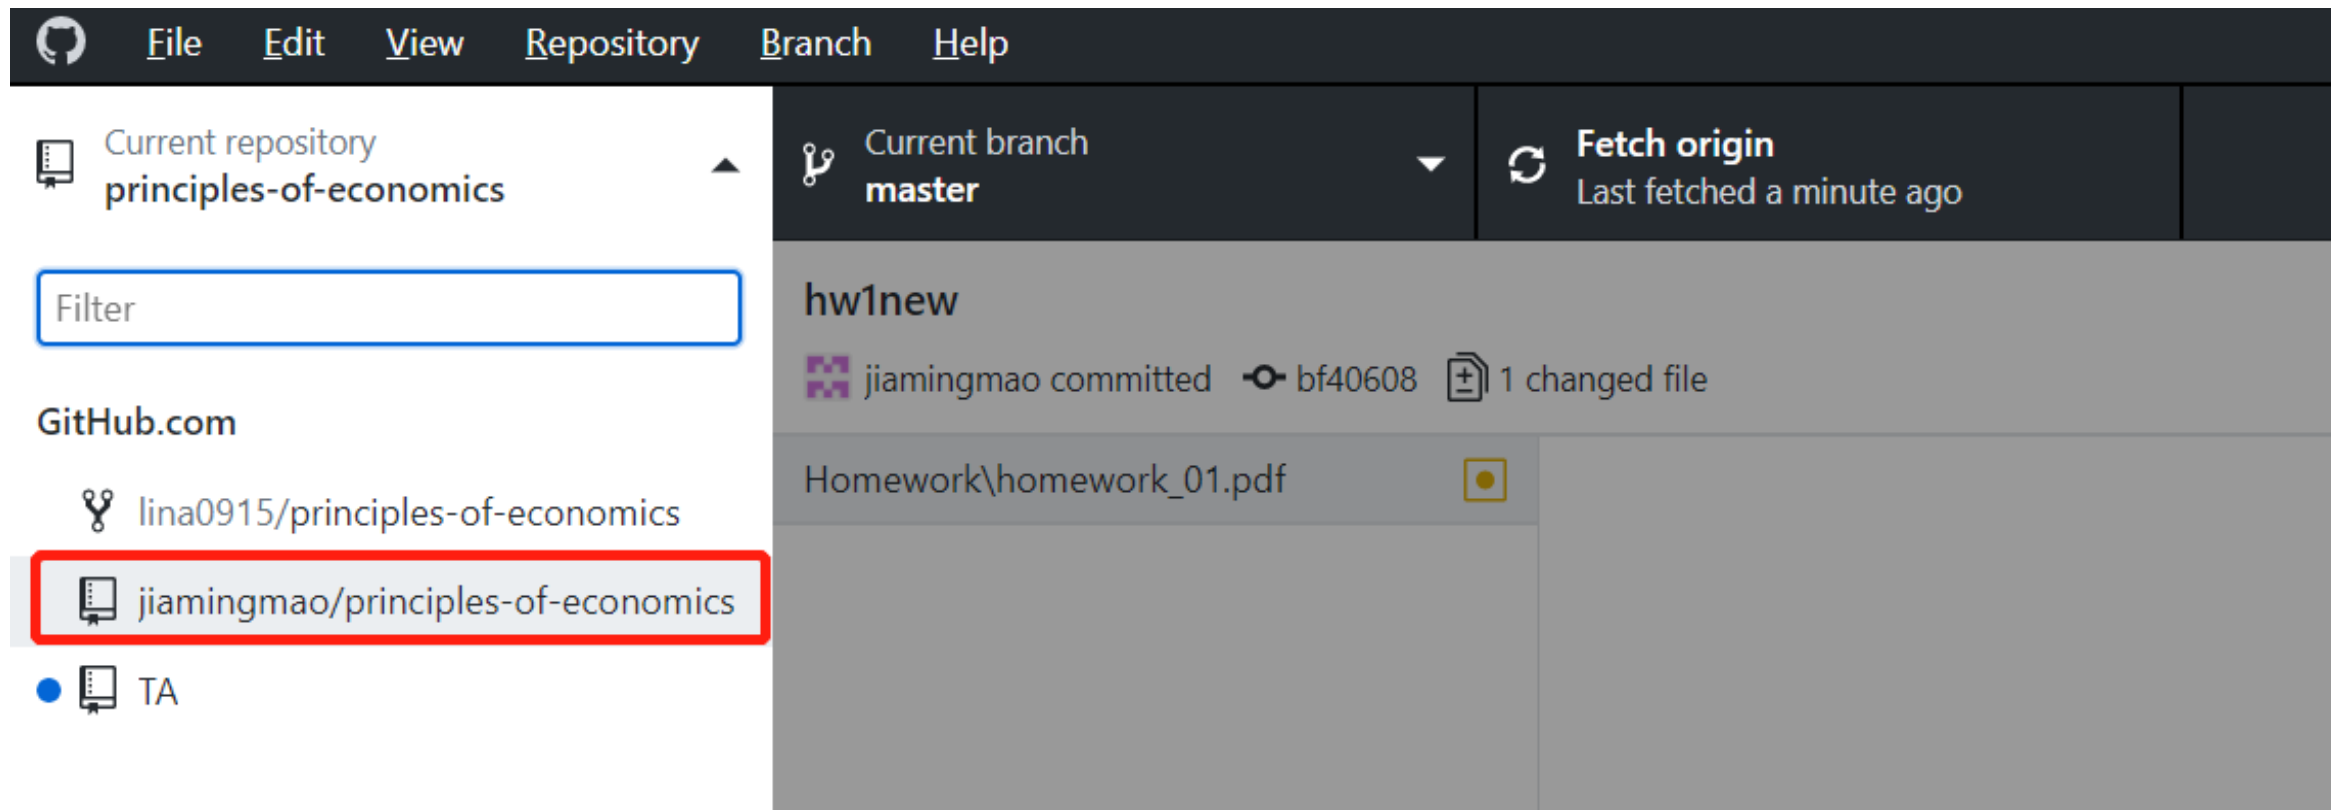 File Edit View Repository Branch Help
Current repository
principles-of-economics
Current branch
master
Fetch origin
Last fetched a minute ago
Filter
GitHub.com
lina0915/principles-of-economics
jiamingmao/principles-of-economics
TA
hw1new
jiamingmao committed bf40608 1 changed file
Homework\homework_01.pdf